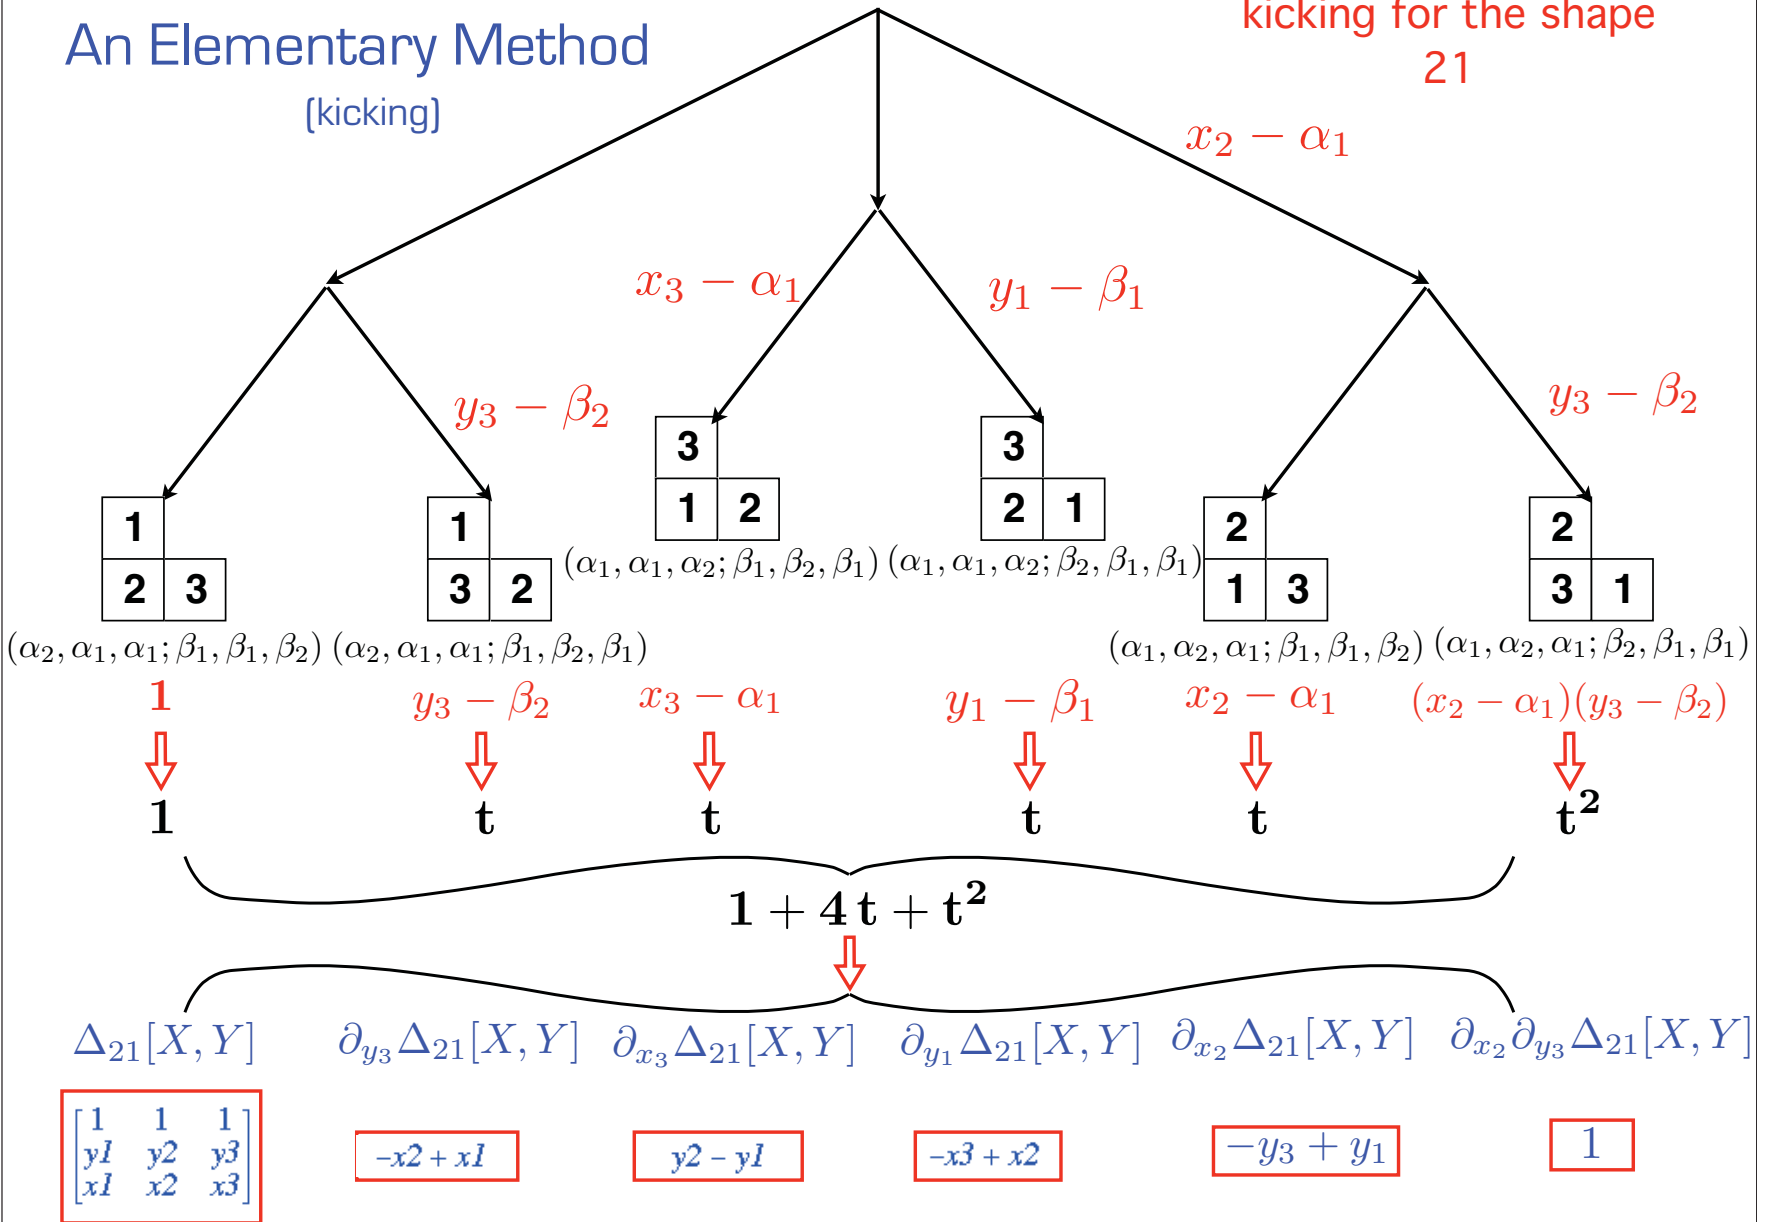 An Elementary Method
(kicking)
kicking for the shape
21
x₂ − α₁
x₃ − α₁
y₁ − β₁
y₃ − β₂
y₃ − β₂
3
1 2
3
2 1
1
2 3
1
3 2
2
1 3
2
3 1
(α₁, α₁, α₂; β₁, β₂, β₁) (α₁, α₁, α₂; β₂, β₁, β₁)
(α₂, α₁, α₁; β₁, β₁, β₂) (α₂, α₁, α₁; β₁, β₂, β₁) (α₁, α₂, α₁; β₁, β₁, β₂) (α₁, α₂, α₁; β₂, β₁, β₁)
1 y₃ − β₂ x₃ − α₁ y₁ − β₁ x₂ − α₁ (x₂ − α₁)(y₃ − β₂)
1 t t t t t²
1 + 4 t + t²
Δ₂₁[X, Y] ∂y₃Δ₂₁[X, Y] ∂x₃Δ₂₁[X, Y] ∂y₁Δ₂₁[X, Y] ∂x₂Δ₂₁[X, Y] ∂x₂∂y₃Δ₂₁[X, Y]
1 1 1
y1 y2 y3
x1 x2 x3
−x2 + x1
y2 − y1
−x3 + x2
−y₃ + y₁
1